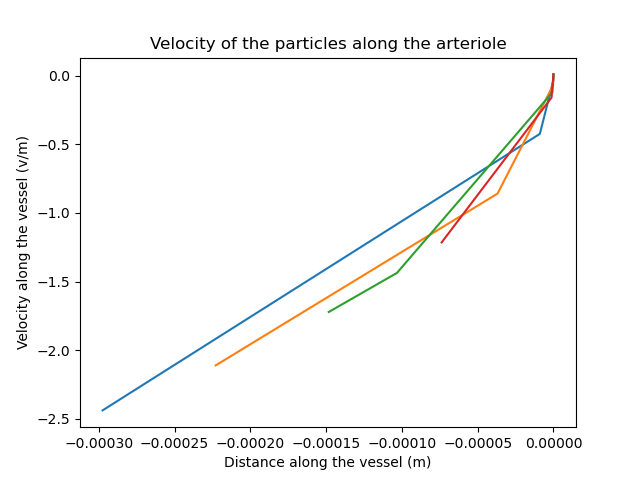 Velocity of the particles along the arteriole
Velocity along the vessel (v/m)
0.0
−0.5
−1.0
−1.5
−2.0
−2.5
−0.00030 −0.00025 −0.00020 −0.00015 −0.00010 −0.00005 0.00000
Distance along the vessel (m)